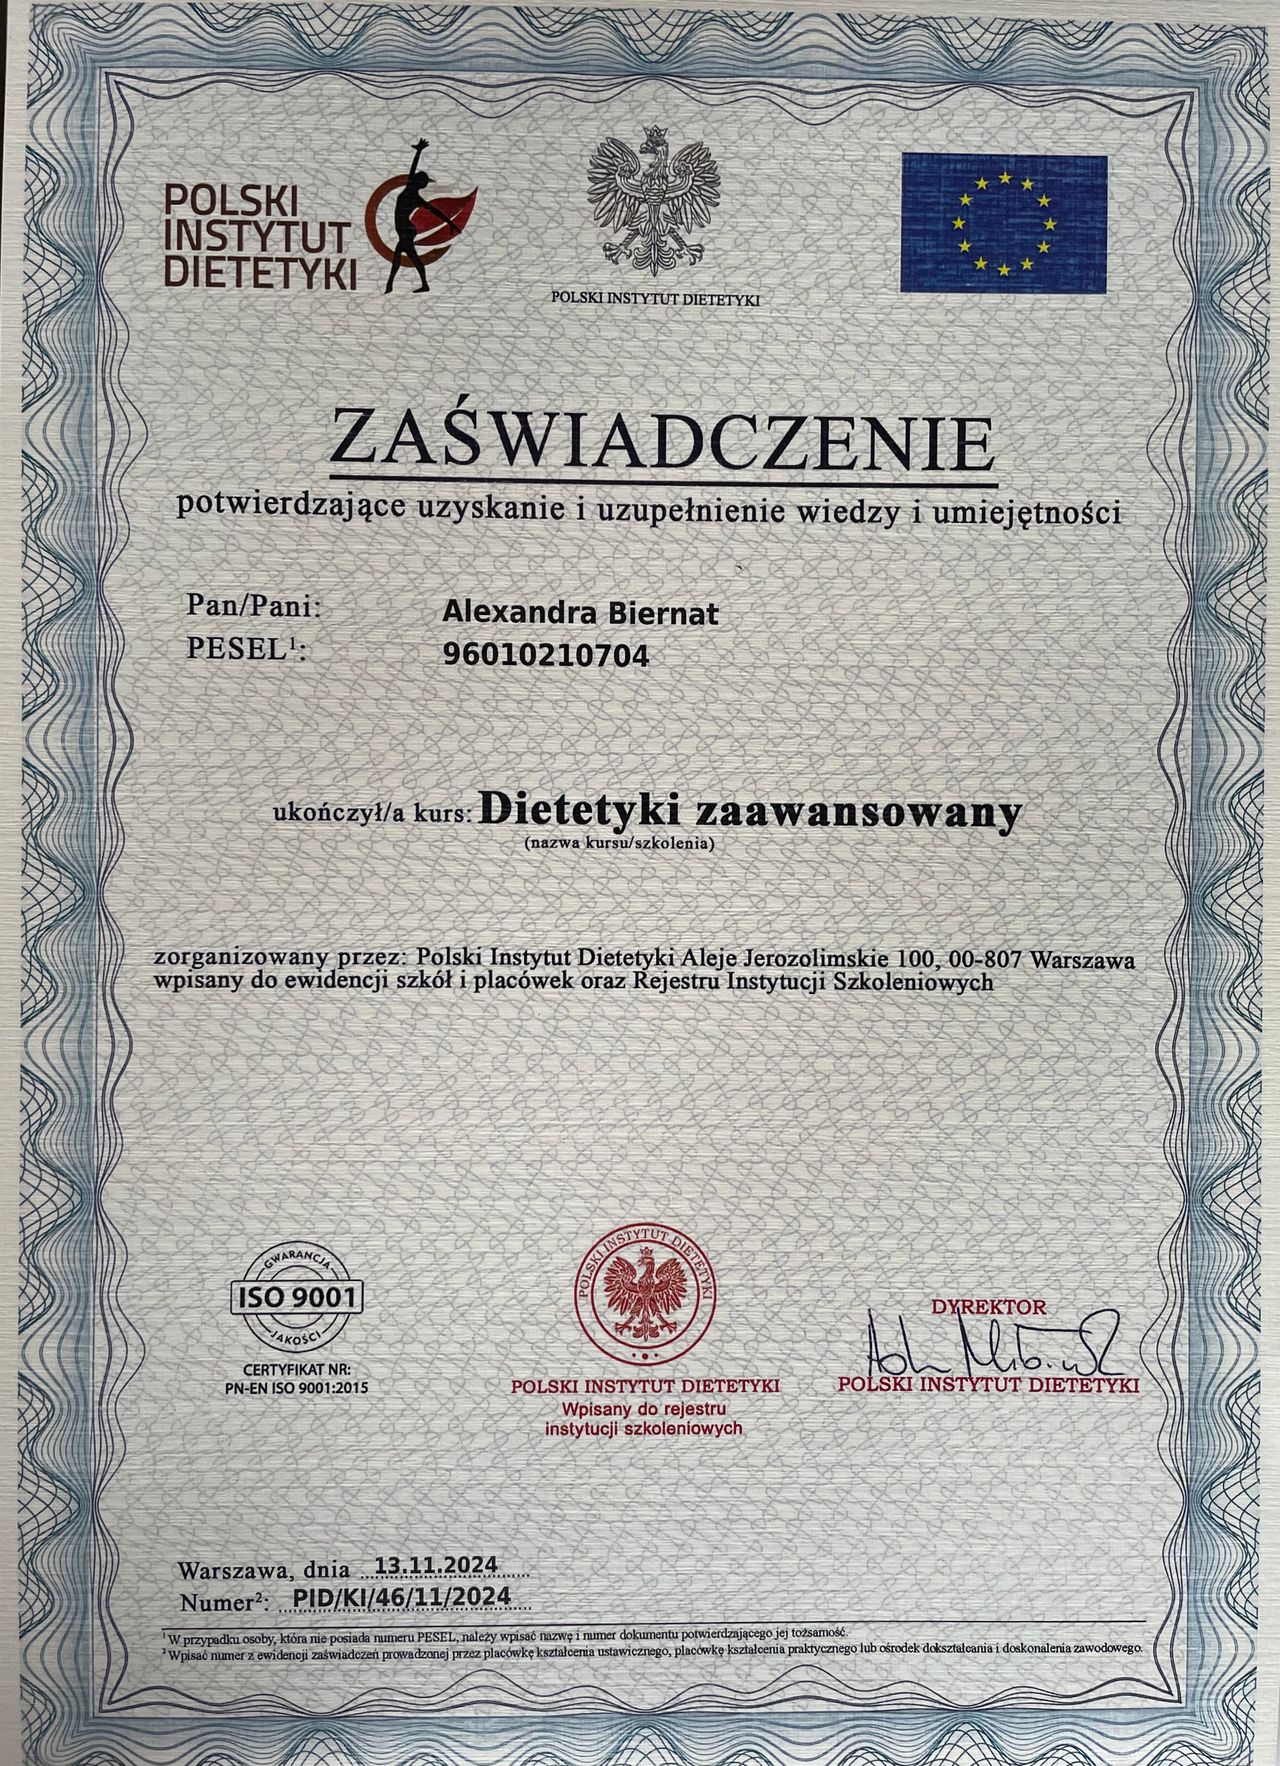 POLSKI
INSTYTUT
DIETETYKI
POLSKI INSTYTUT DIETETYKI
ZAŚWIADCZENIE
potwierdzające uzyskanie i uzupełnienie wiedzy i umiejętności
Pan/Pani: Alexandra Biernat
PESEL¹: 96010210704
ukończył/a kurs: Dietetyki zaawansowany
(nazwa kursu/szkolenia)
zorganizowany przez: Polski Instytut Dietetyki Aleje Jerozolimskie 100, 00-807 Warszawa
wpisany do ewidencji szkół i placówek oraz Rejestru Instytucji Szkoleniowych
GWARANCJA
ISO 9001
JAKOŚCI
CERTYFIKAT NR:
PN-EN ISO 9001:2015
POLSKI INSTYTUT DIETETYKI
POLSKI INSTYTUT DIETETYKI
Wpisany do rejestru
instytucji szkoleniowych
DYREKTOR
POLSKI INSTYTUT DIETETYKI
Warszawa, dnia 13.11.2024
Numer²: PID/KI/46/11/2024
¹ W przypadku osoby, która nie posiada numeru PESEL, należy wpisać nazwę i numer dokumentu potwierdzającego jej tożsamość.
² Wpisać numer z ewidencji zaświadczeń prowadzonej przez placówkę kształcenia ustawicznego, placówkę kształcenia praktycznego lub ośrodek dokształcania i doskonalenia zawodowego.